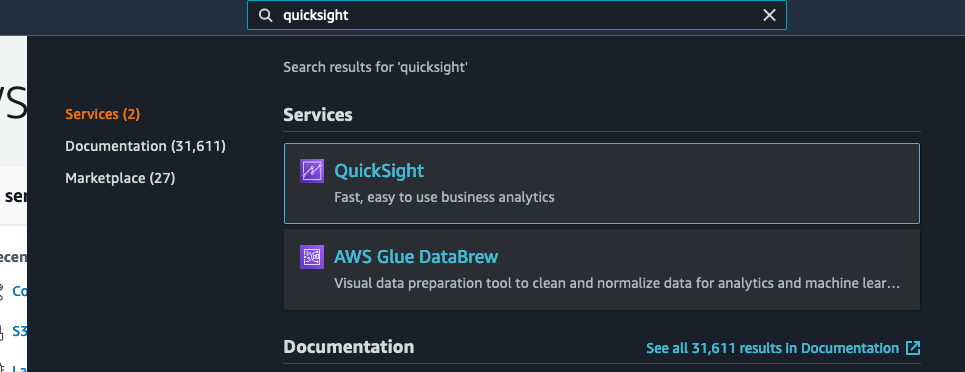 quicksight
Search results for 'quicksight'
Services (2)
Documentation (31,611)
Marketplace (27)
Services
QuickSight
Fast, easy to use business analytics
AWS Glue DataBrew
Visual data preparation tool to clean and normalize data for analytics and machine lear...
Documentation
See all 31,611 results in Documentation
S3